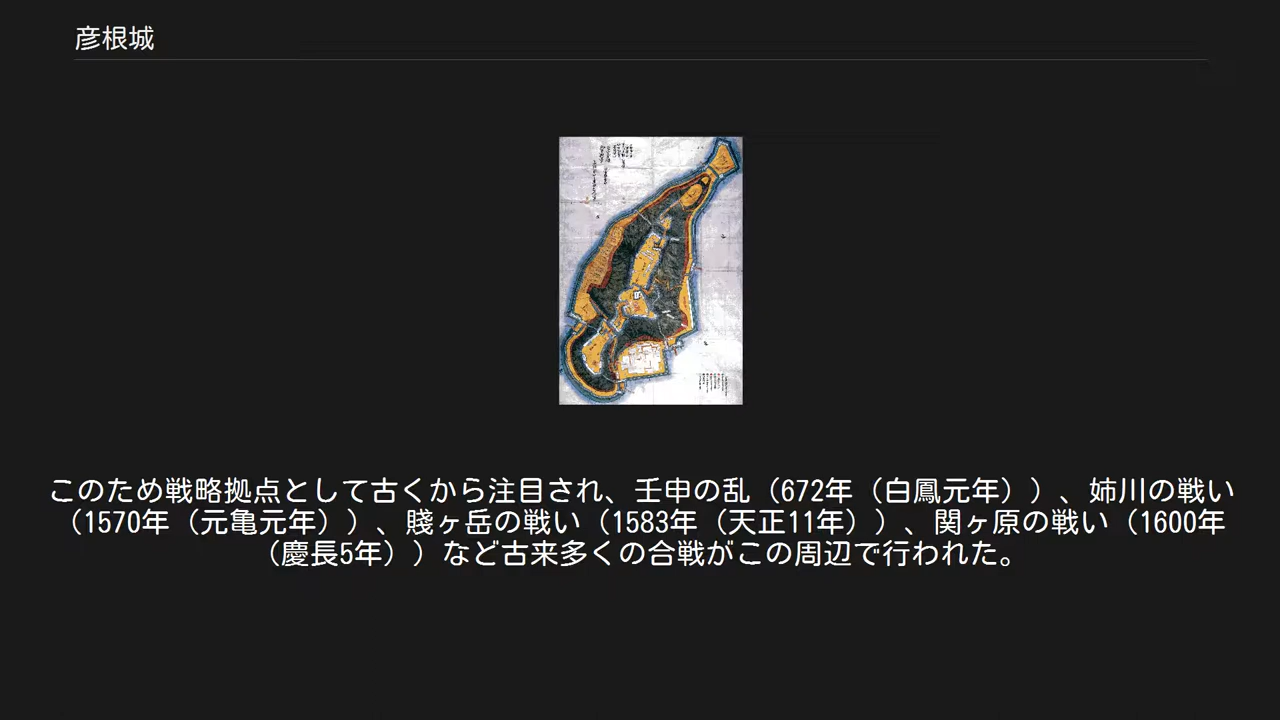 彦根城
このため戦略拠点として古くから注目され、壬申の乱（672年（白鳳元年））、姉川の戦い
（1570年（元亀元年））、賤ヶ岳の戦い（1583年（天正11年））、関ヶ原の戦い（1600年
（慶長5年））など古来多くの合戦がこの周辺で行われた。